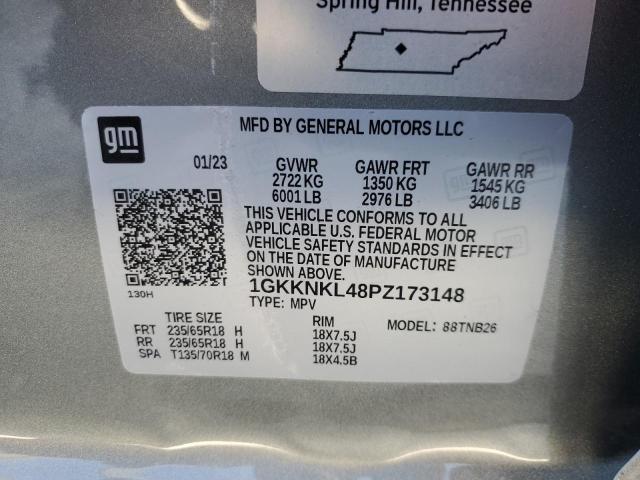 Spring Hill, Tennessee
gm
MFD BY GENERAL MOTORS LLC
01/23
GVWR GAWR FRT GAWR RR
2722 KG 1350 KG 1545 KG
6001 LB 2976 LB 3406 LB
THIS VEHICLE CONFORMS TO ALL
APPLICABLE U.S. FEDERAL MOTOR
VEHICLE SAFETY STANDARDS IN EFFECT
ON THE DATE OF MANUFACTURE
SHOWN ABOVE.
1GKKNKL48PZ173148
TYPE: MPV
130H
TIRE SIZE RIM MODEL: 88TNB26
FRT 235/65R18 H 18X7.5J
RR 235/65R18 H 18X7.5J
SPA T135/70R18 M 18X4.5B